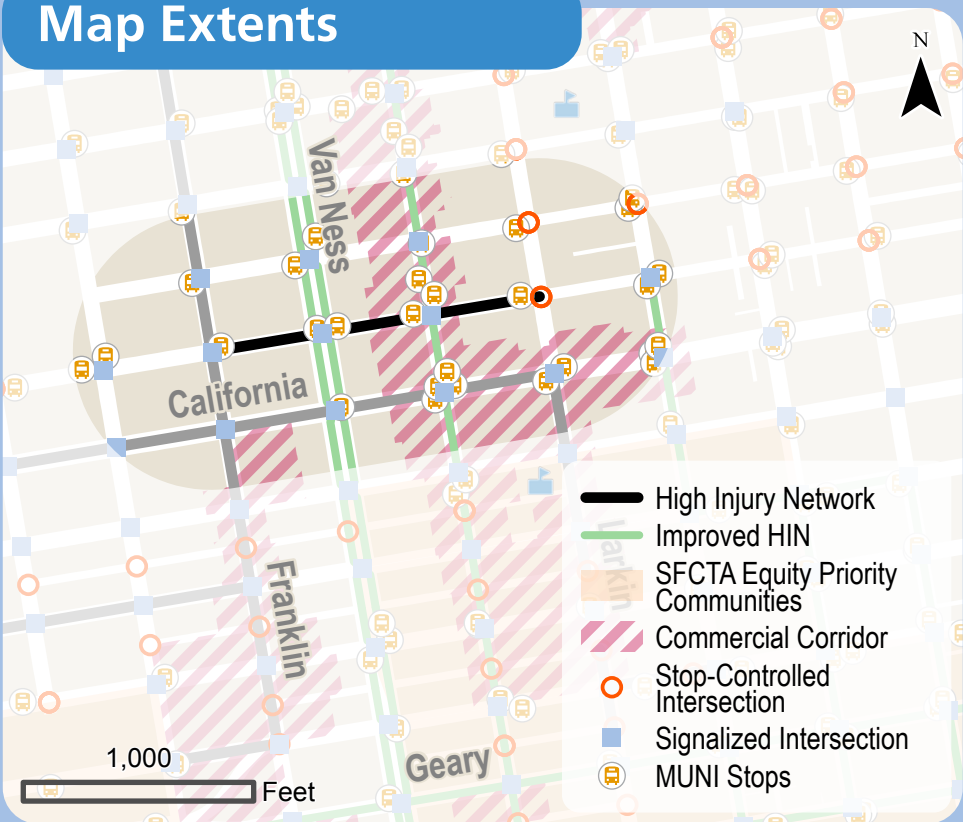 Map Extents
N
Van Ness
California
Franklin
Larkin
Geary
High Injury Network
Improved HIN
SFCTA Equity Priority
Communities
Commercial Corridor
Stop-Controlled
Intersection
Signalized Intersection
MUNI Stops
1,000
Feet